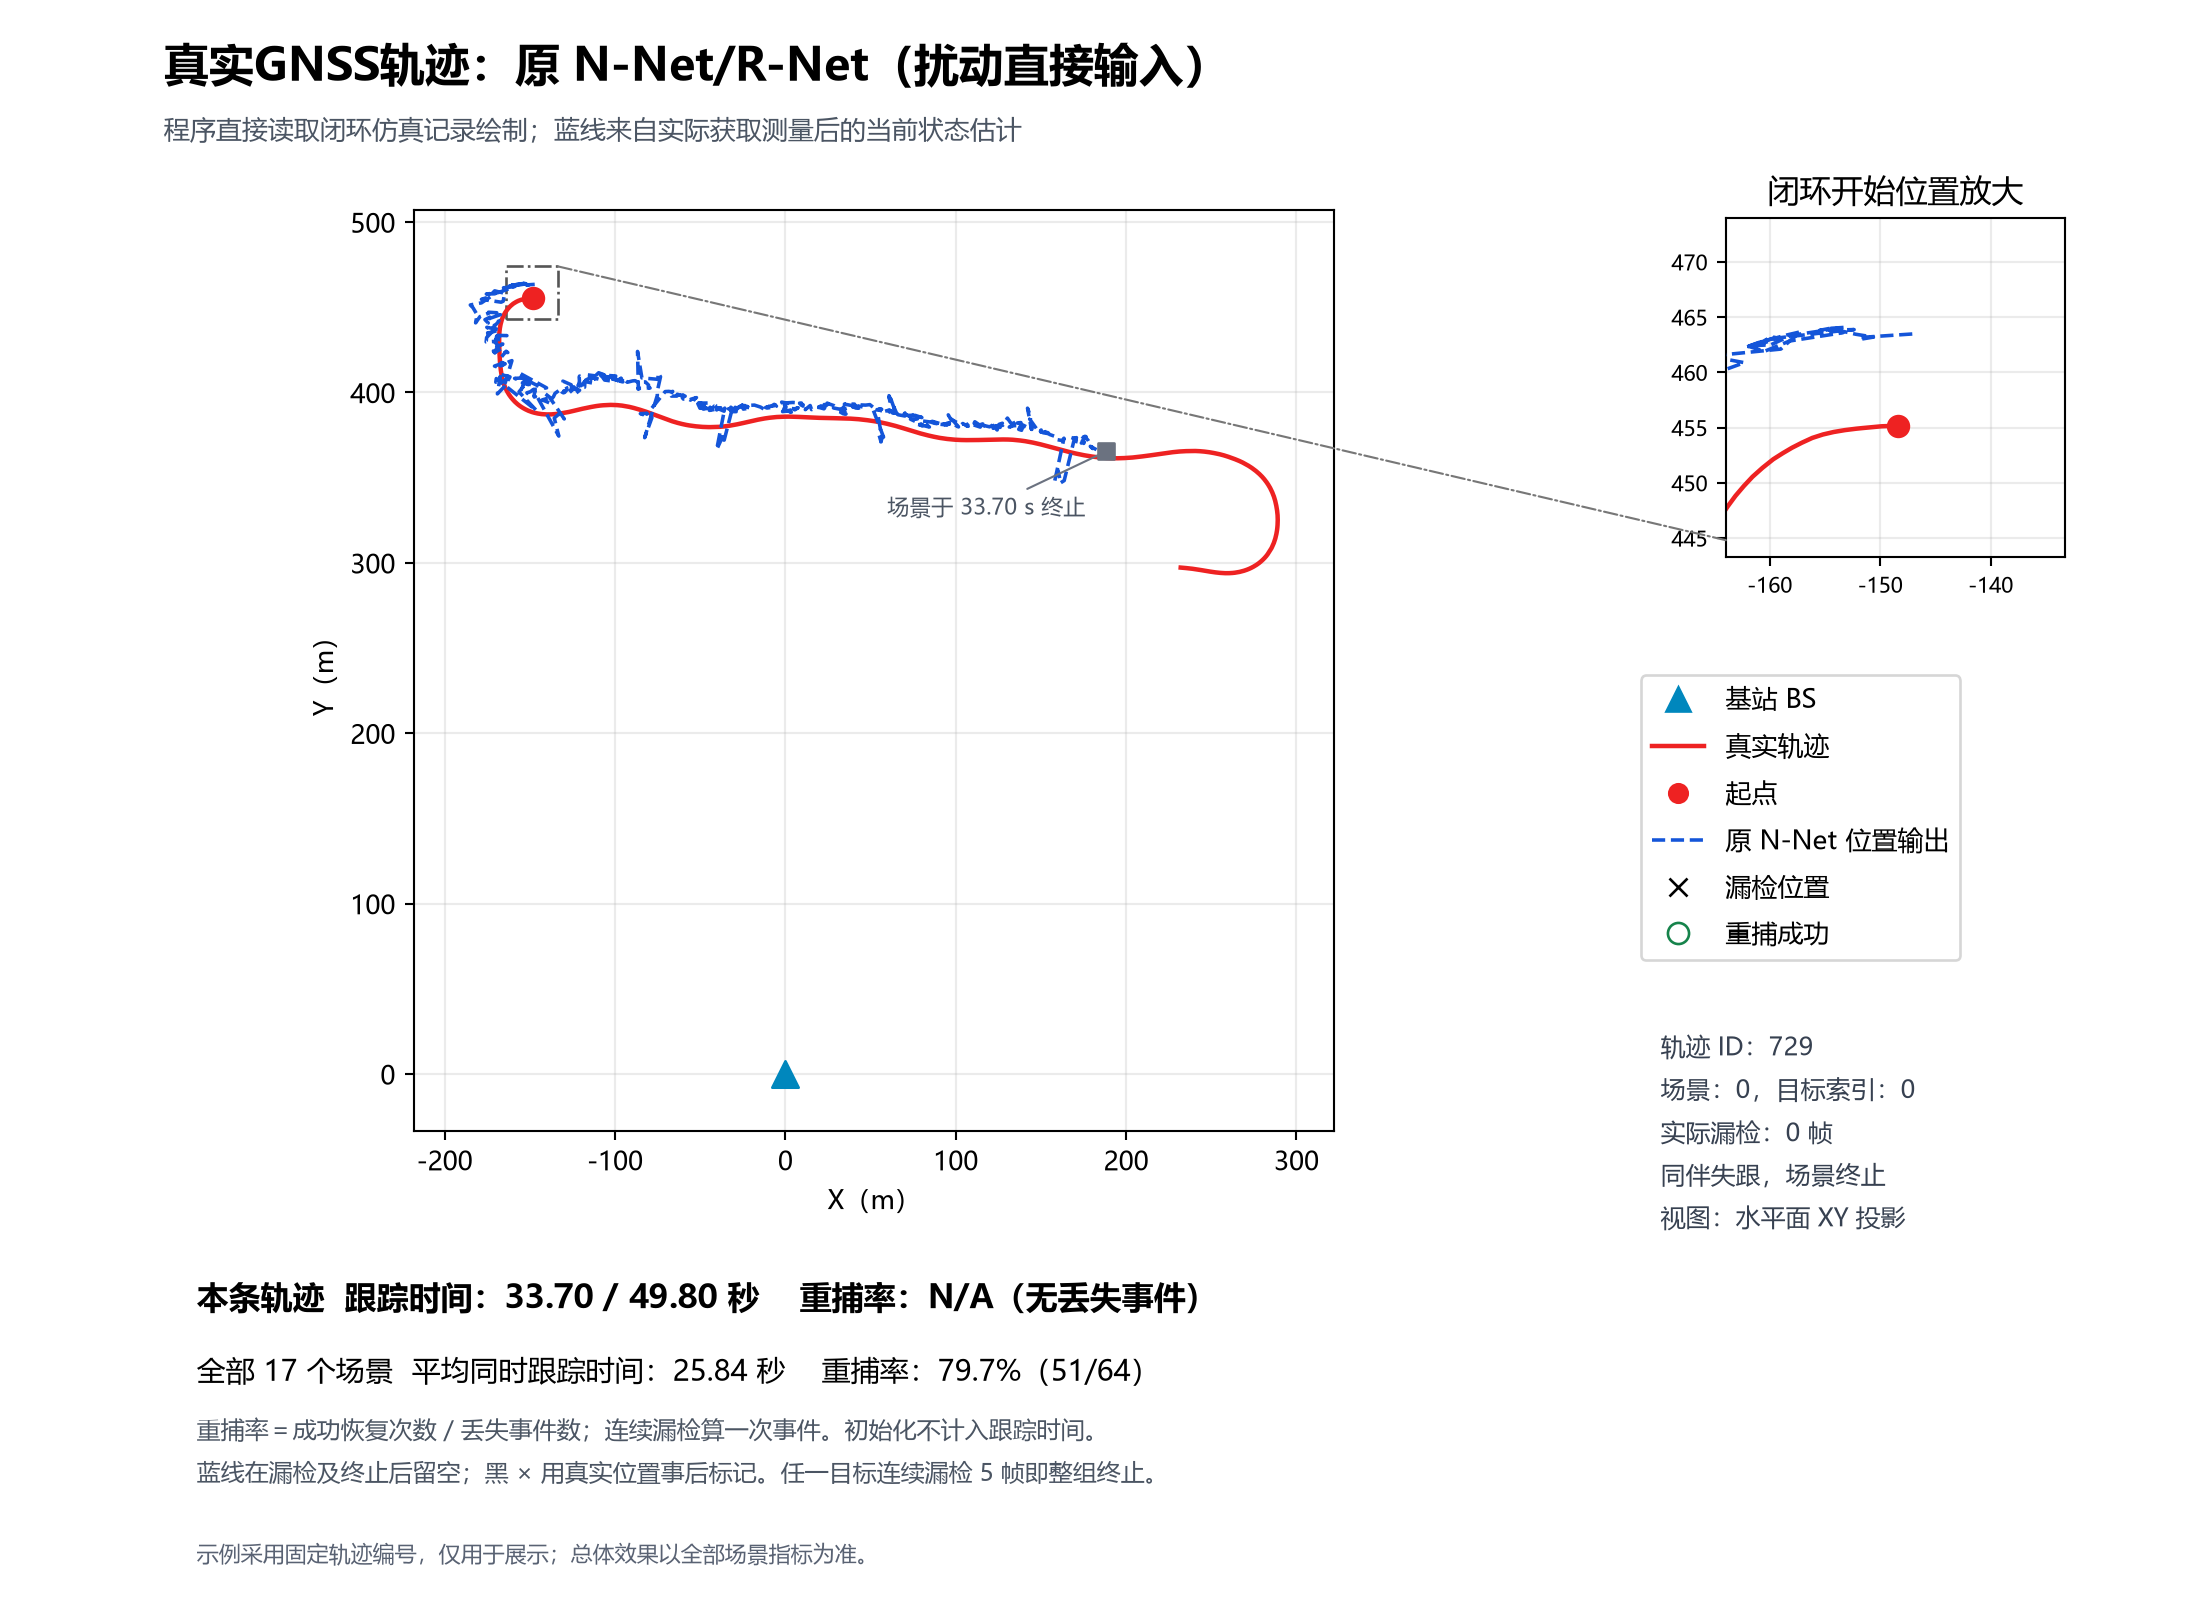 真实GNSS轨迹：原 N-Net/R-Net（扰动直接输入）
程序直接读取闭环仿真记录绘制；蓝线来自实际获取测量后的当前状态估计
闭环开始位置放大
470
465
460
455
450
445
-160
-150
-140
500
400
300
200
100
0
Y（m）
-200
-100
0
100
200
300
X（m）
场景于 33.70 s 终止
基站 BS
真实轨迹
起点
原 N-Net 位置输出
漏检位置
重捕成功
轨迹 ID：729
场景：0，目标索引：0
实际漏检：0 帧
同伴失跟，场景终止
视图：水平面 XY 投影
本条轨迹 跟踪时间：33.70 / 49.80 秒 重捕率：N/A（无丢失事件）
全部 17 个场景 平均同时跟踪时间：25.84 秒 重捕率：79.7%（51/64）
重捕率 = 成功恢复次数 / 丢失事件数；连续漏检算一次事件。初始化不计入跟踪时间。
蓝线在漏检及终止后留空；黑 × 用真实位置事后标记。任一目标连续漏检 5 帧即整组终止。
示例采用固定轨迹编号，仅用于展示；总体效果以全部场景指标为准。